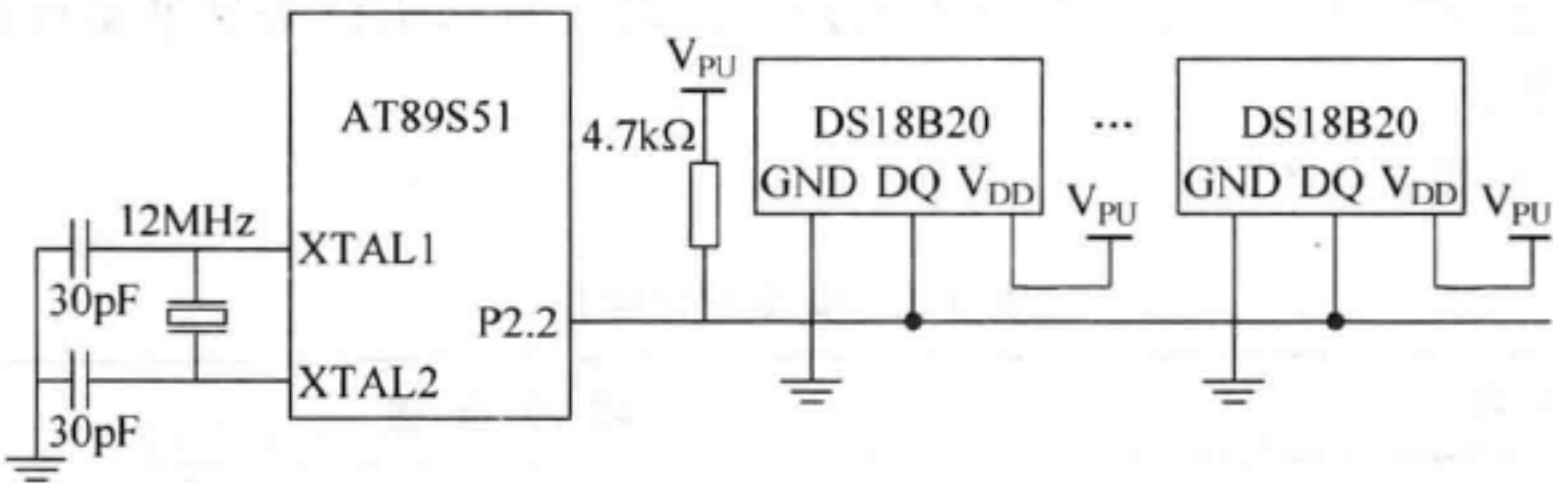 AT89S51
12MHz
XTAL1
30pF
P2.2
XTAL2
30pF
4.7kΩ
V_PU
DS18B20
GND DQ V_DD
V_PU
...
DS18B20
GND DQ V_DD
V_PU